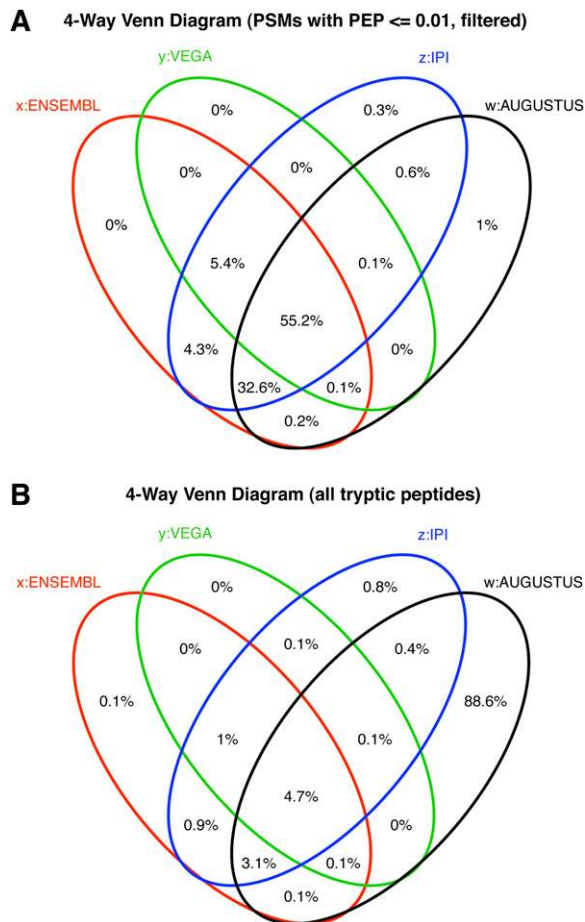 A
4-Way Venn Diagram (PSMs with PEP <= 0.01, filtered)
y:VEGA
z:IPI
x:ENSEMBL
w:AUGUSTUS
0%
0.3%
0%
0%
0.6%
0%
1%
5.4%
0.1%
55.2%
4.3%
0%
32.6%
0.1%
0.2%
B
4-Way Venn Diagram (all tryptic peptides)
y:VEGA
z:IPI
x:ENSEMBL
w:AUGUSTUS
0%
0.8%
0%
0.1%
0.4%
0.1%
88.6%
1%
0.1%
4.7%
0.9%
0%
3.1%
0.1%
0.1%